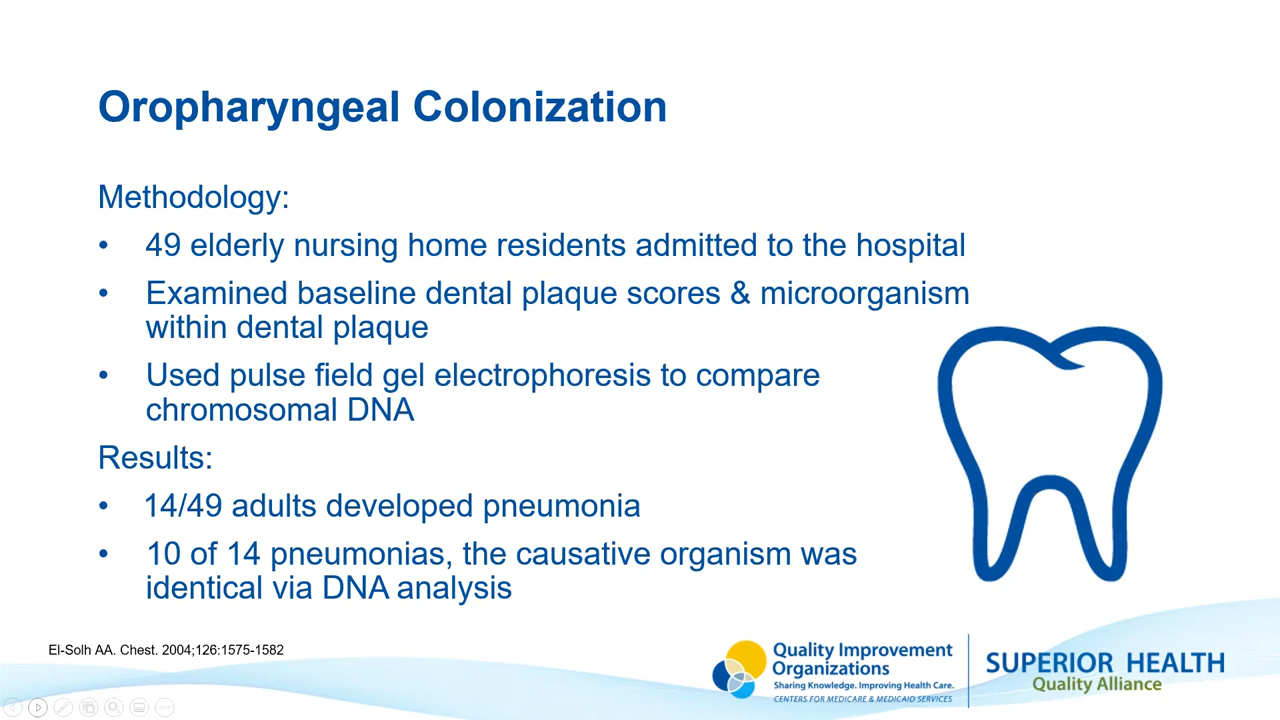 Oropharyngeal Colonization
Methodology:
• 49 elderly nursing home residents admitted to the hospital
• Examined baseline dental plaque scores & microorganism
within dental plaque
• Used pulse field gel electrophoresis to compare
chromosomal DNA
Results:
• 14/49 adults developed pneumonia
• 10 of 14 pneumonias, the causative organism was
identical via DNA analysis
El-Solh AA. Chest. 2004;126:1575-1582
Quality Improvement
Organizations
Sharing Knowledge. Improving Health Care.
CENTERS FOR MEDICARE & MEDICAID SERVICES
SUPERIOR HEALTH
Quality Alliance